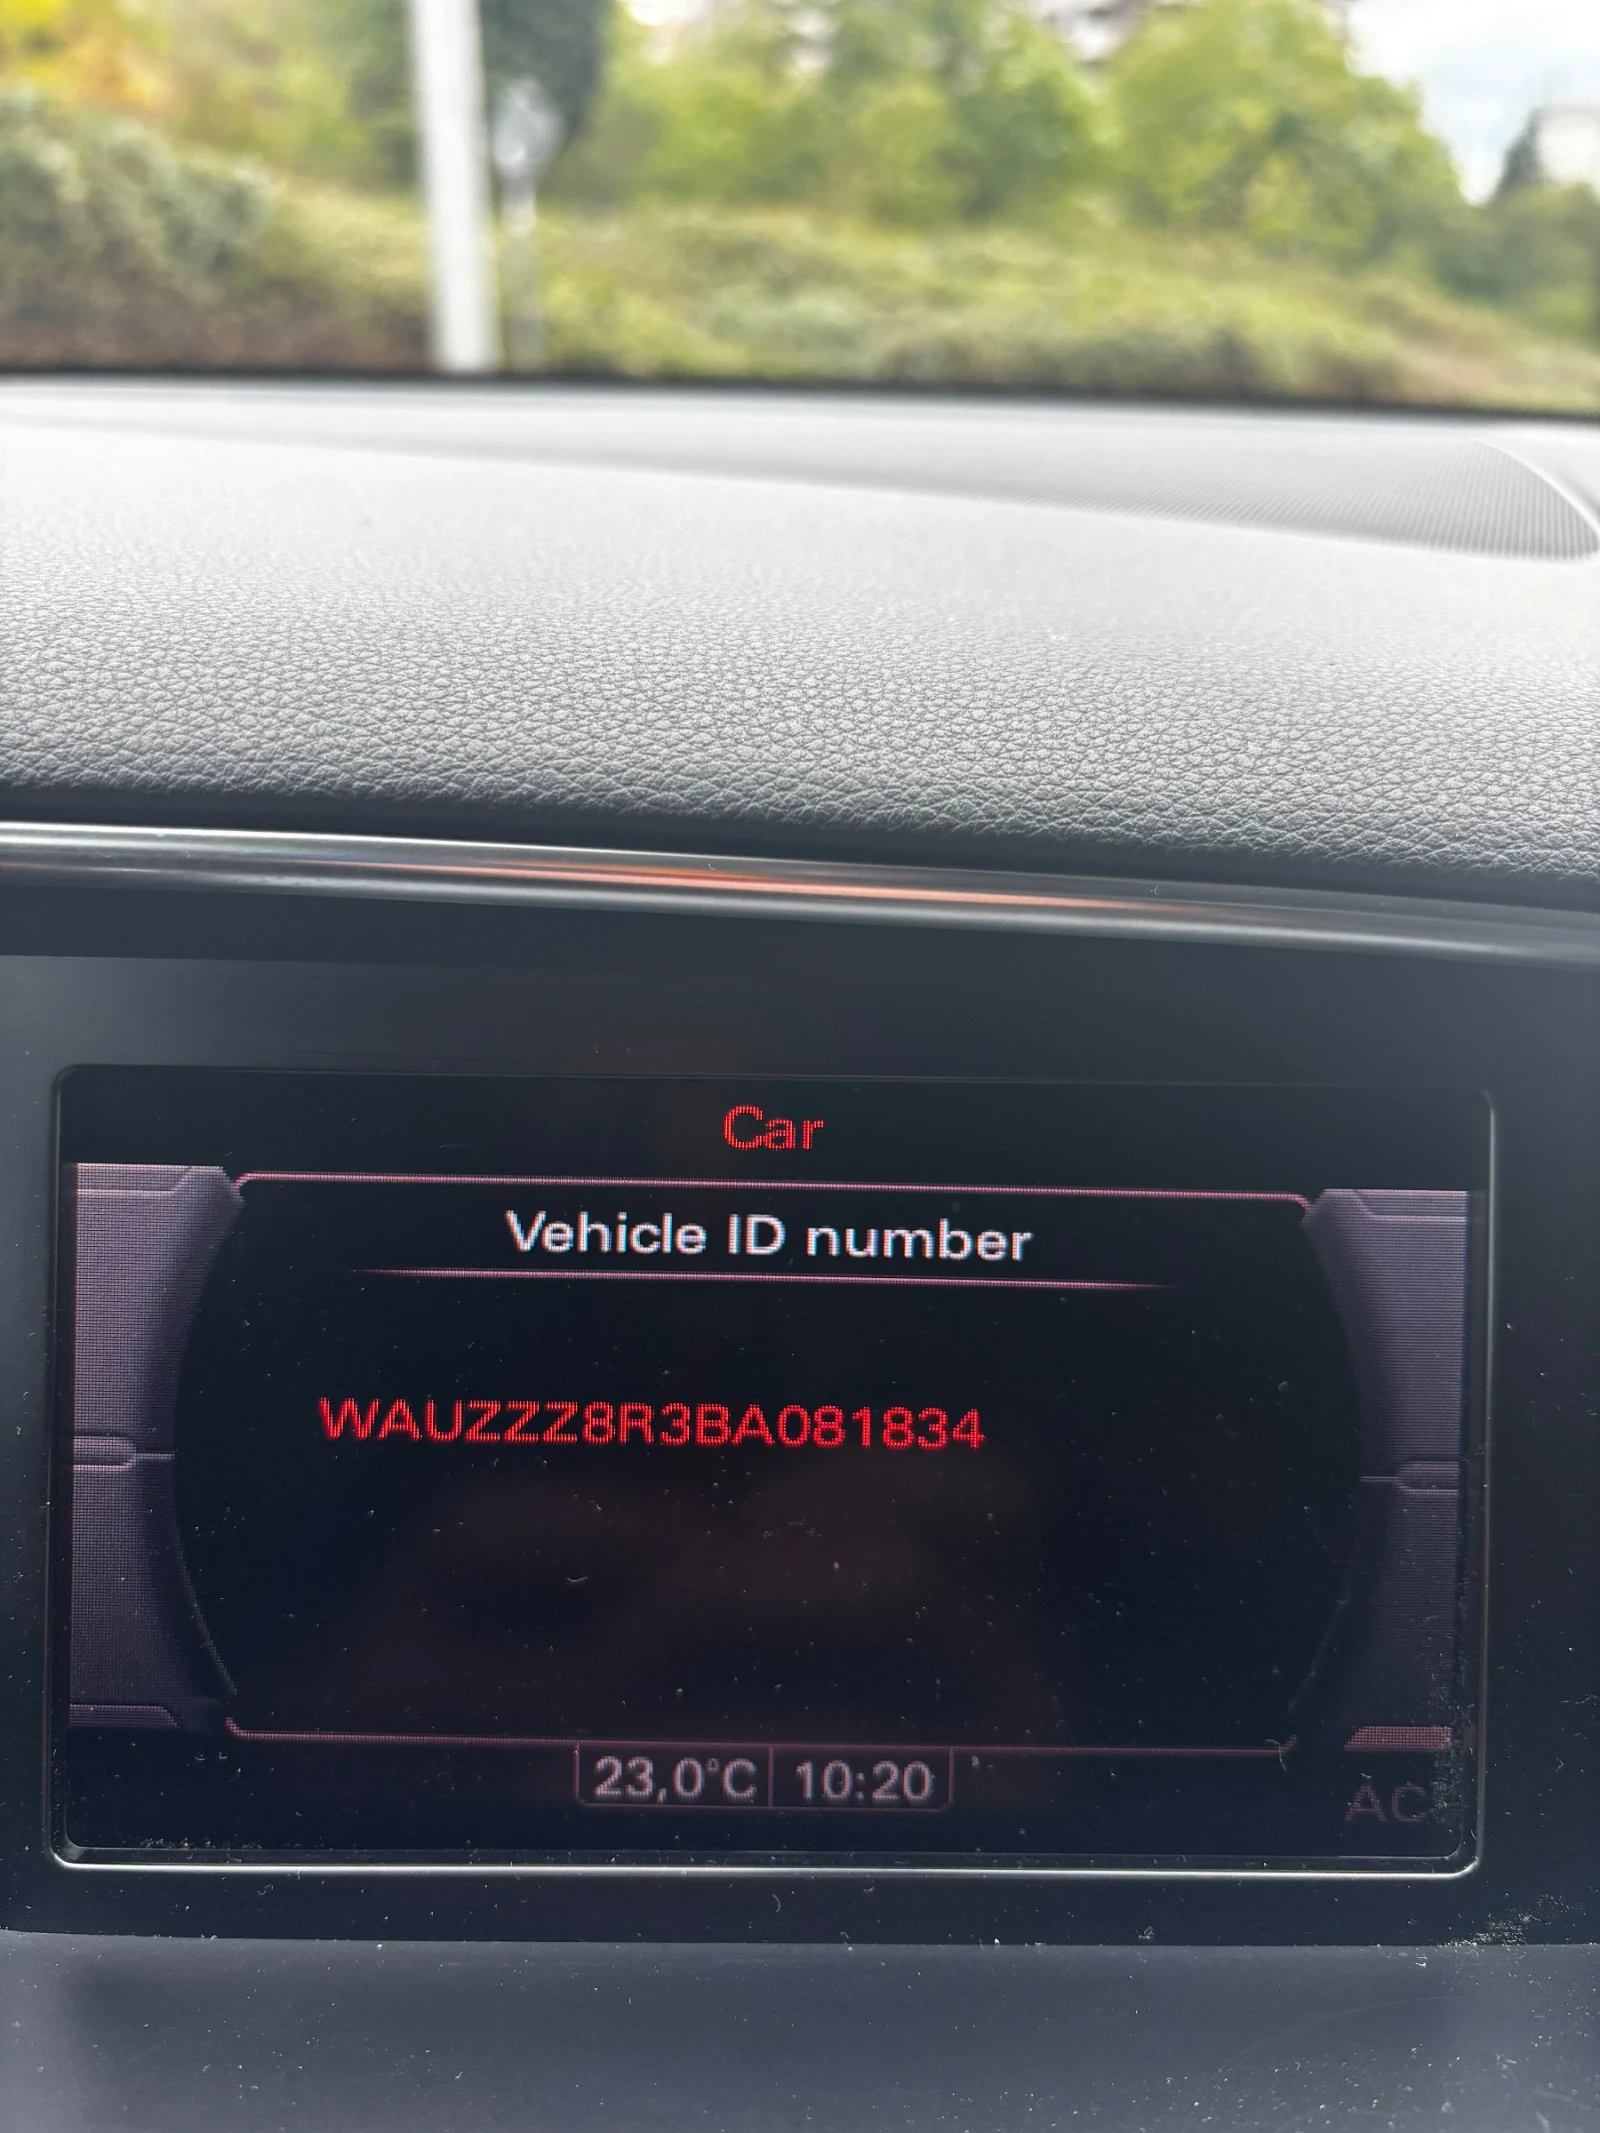 Car
Vehicle ID number
WAUZZZ8R3BA081834
23,0°C 10:20
AC